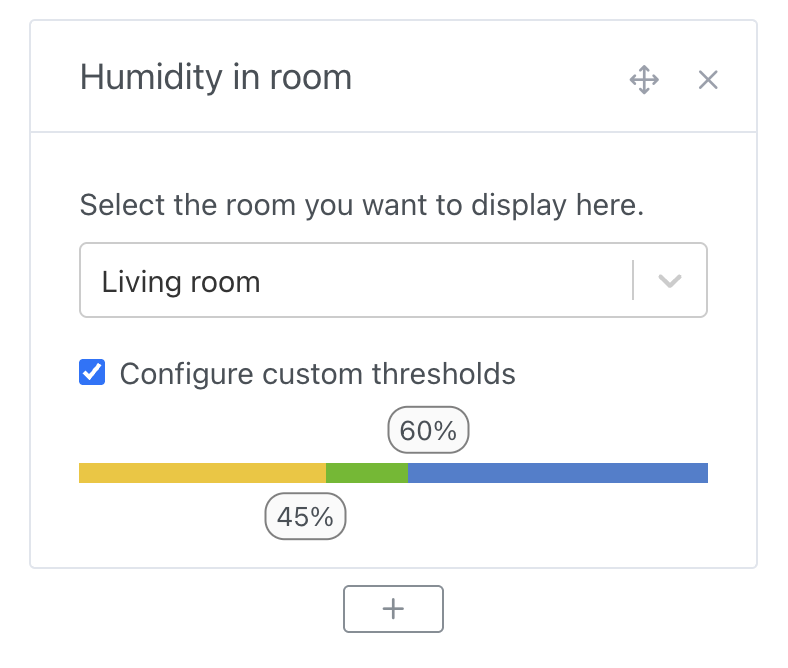 Humidity in room
Select the room you want to display here.
Living room
Configure custom thresholds
60%
45%